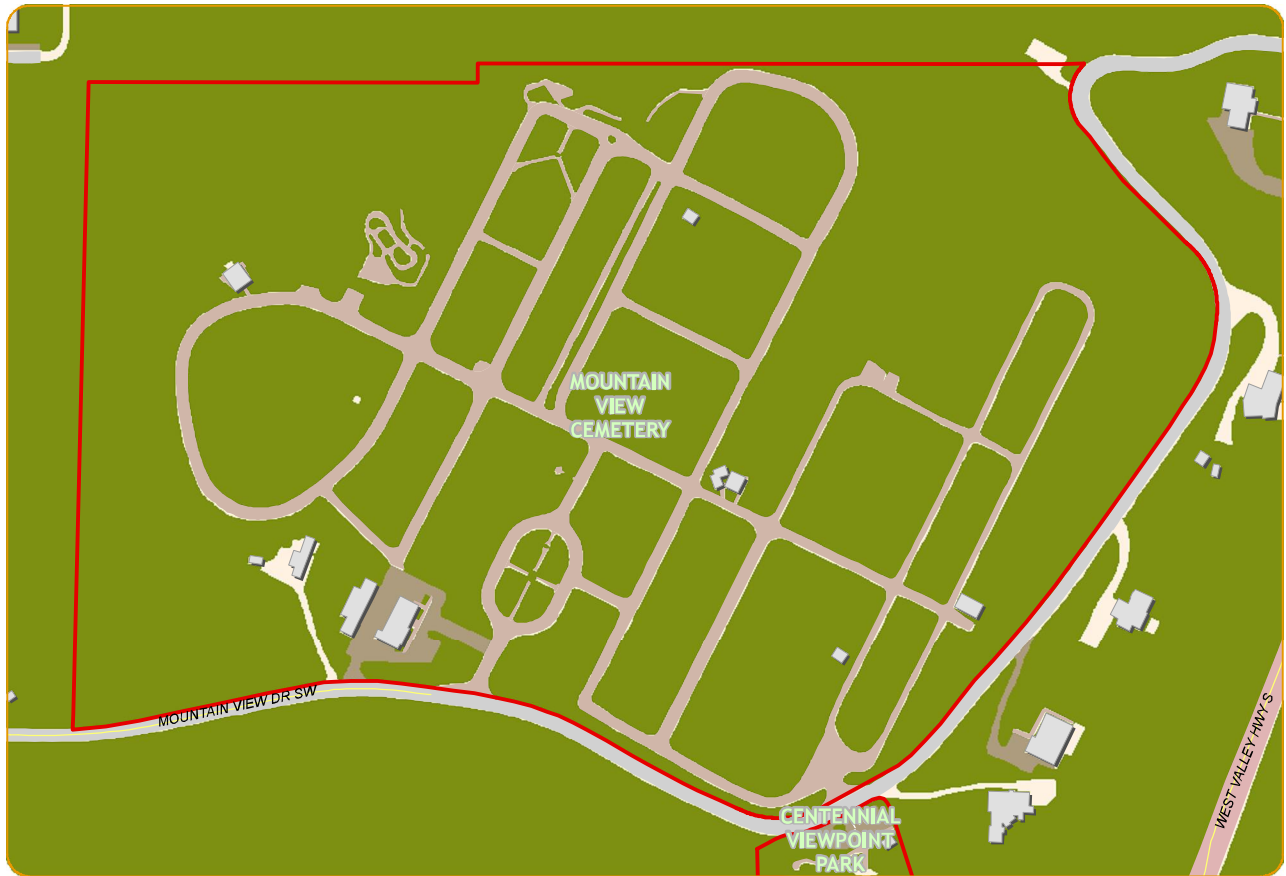 MOUNTAIN
VIEW
CEMETERY
MOUNTAIN VIEW DR SW
WEST VALLEY HWY S
CENTENNIAL
VIEWPOINT
PARK